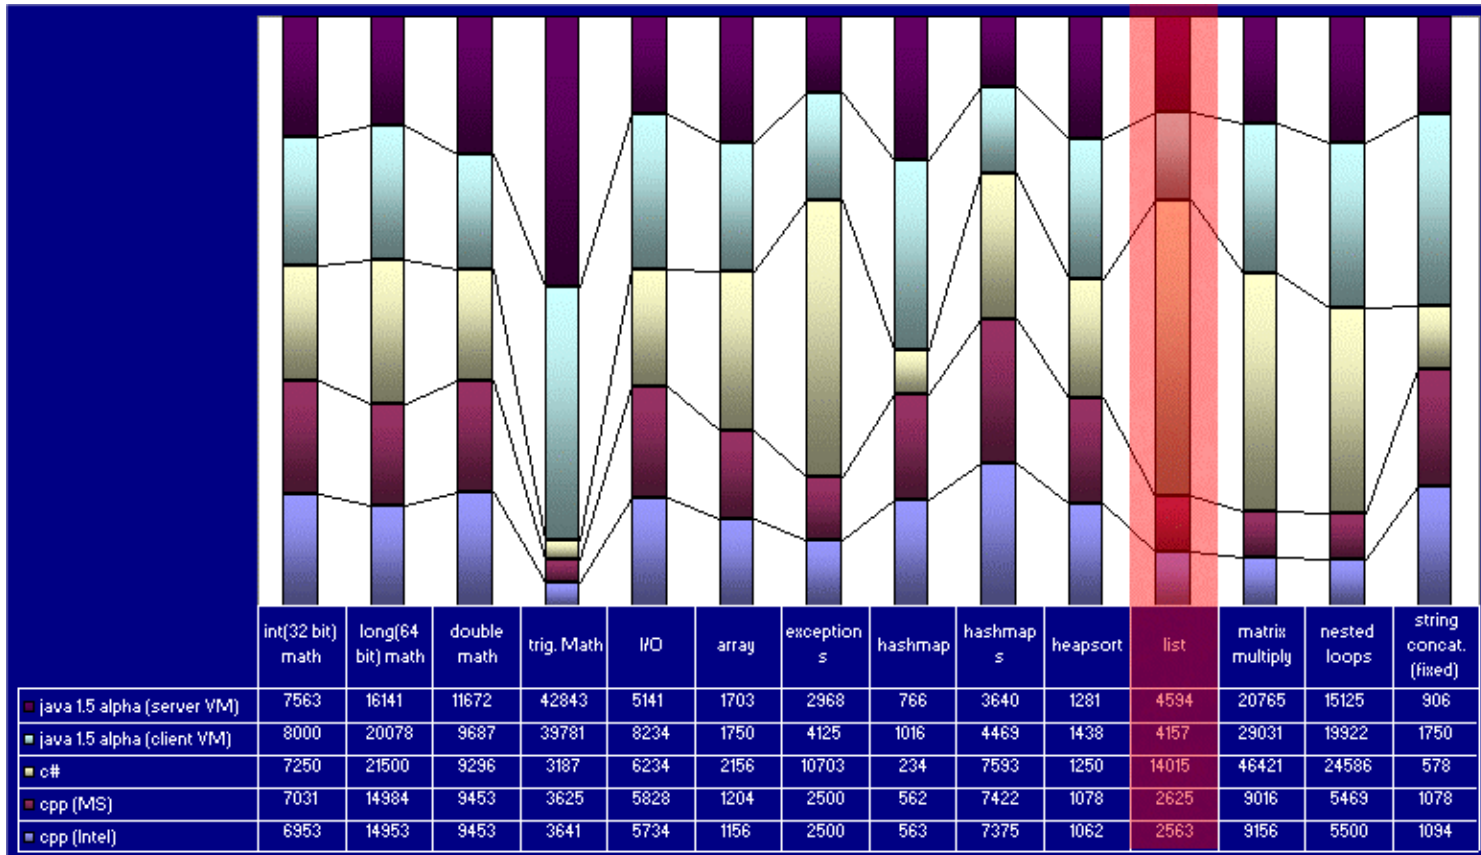 int(32 bit) math
long(64 bit) math
double math
trig. Math
I/O
array
exception s
hashmap
hashmap s
heapsort
list
matrix multiply
nested loops
string concat. (fixed)
java 1.5 alpha (server VM) 7563 16141 11672 42843 5141 1703 2968 766 3640 1281 4594 20765 15125 906
java 1.5 alpha (client VM) 8000 20078 9687 39781 8234 1750 4125 1016 4469 1438 4157 29031 19922 1750
c# 7250 21500 9296 3187 6234 2156 10703 234 7593 1250 14015 46421 24586 578
cpp (MS) 7031 14984 9453 3625 5828 1204 2500 562 7422 1078 2625 9016 5469 1078
cpp (Intel) 6953 14953 9453 3641 5734 1156 2500 563 7375 1062 2563 9156 5500 1094